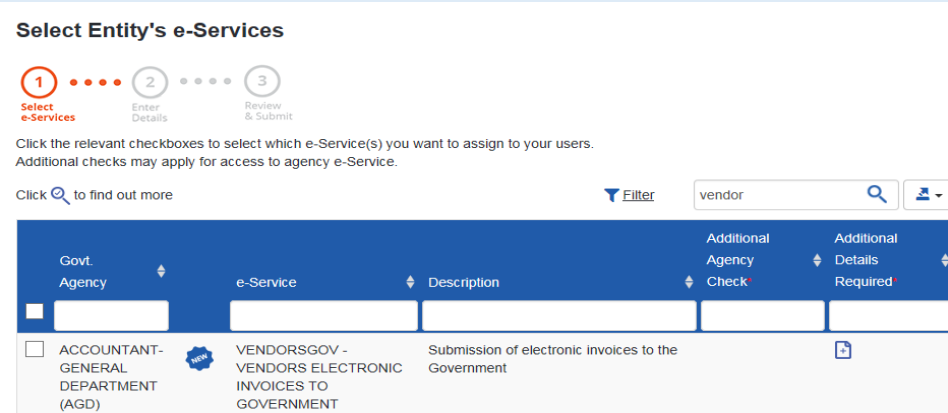 Select Entity's e-Services
1 2 3
Select
e-Services
Enter
Details
Review
& Submit
Click the relevant checkboxes to select which e-Service(s) you want to assign to your users.
Additional checks may apply for access to agency e-Service.
Click to find out more
Filter
vendor
Govt.
Agency
e-Service
Description
Additional
Agency
Check*
Additional
Details
Required*
ACCOUNTANT-
GENERAL
DEPARTMENT
(AGD)
NEW
VENDORSGOV -
VENDORS ELECTRONIC
INVOICES TO
GOVERNMENT
Submission of electronic invoices to the
Government